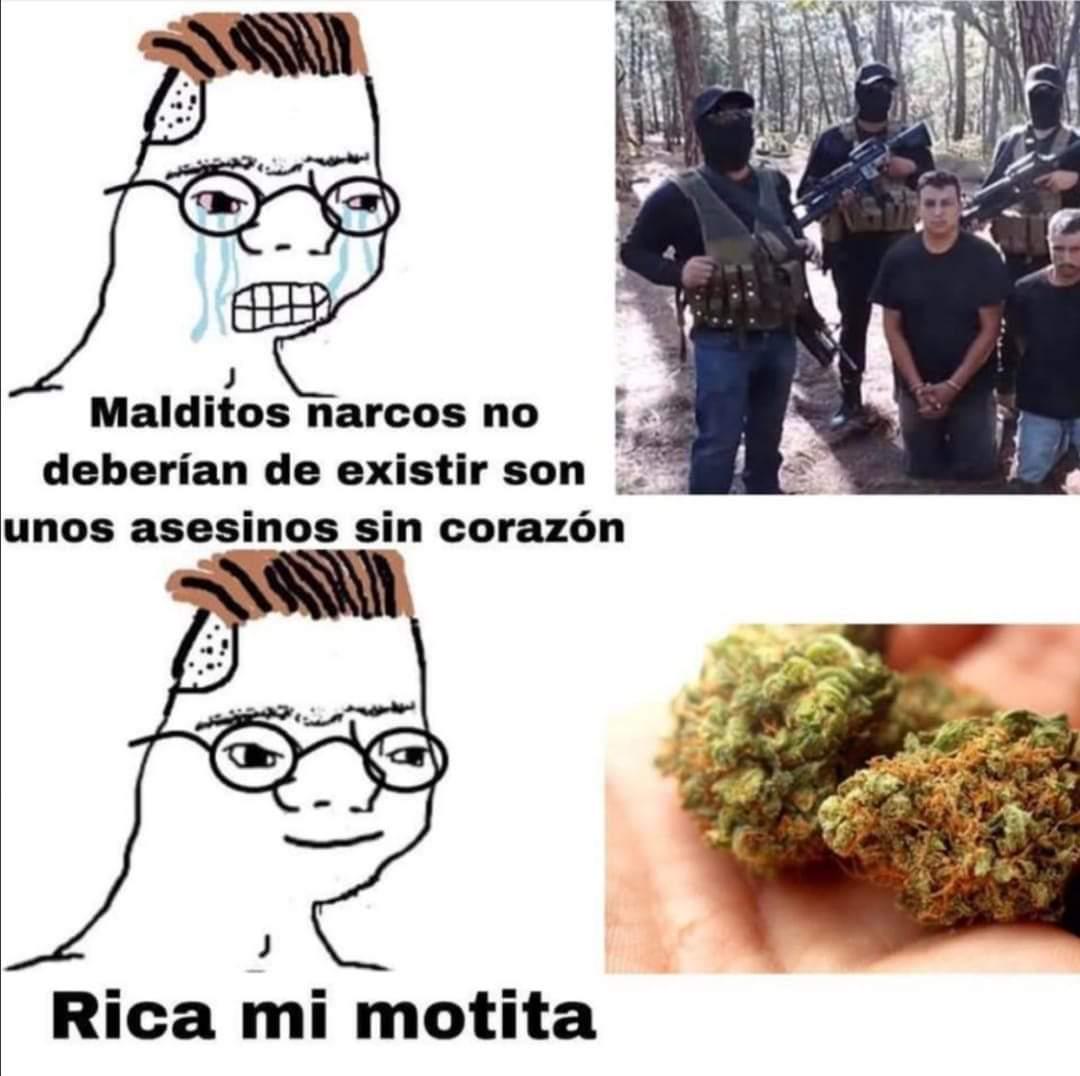 Malditos narcos no
deberían de existir son
unos asesinos sin corazón
Rica mi motita